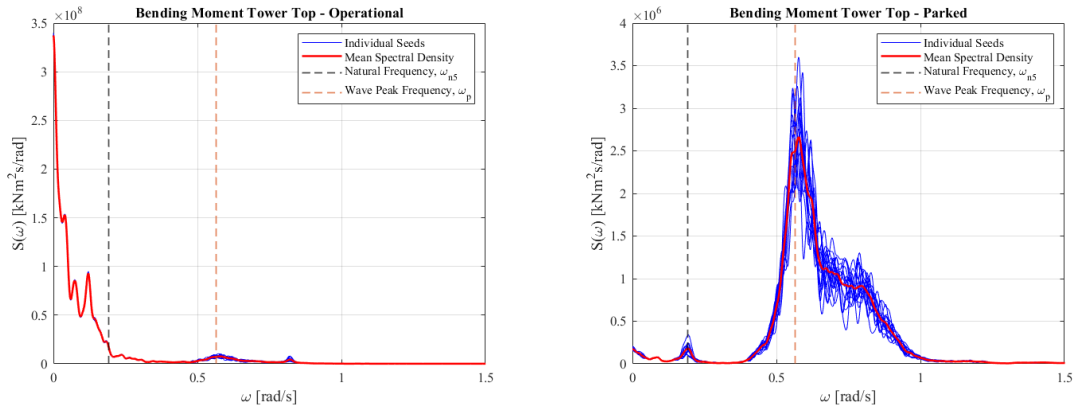 Bending Moment Tower Top - Operational
×10⁸
3.5
3
2.5
2
1.5
1
0.5
0
S(ω) [kNm²s/rad]
0
0.5
1
1.5
ω [rad/s]
Individual Seeds
Mean Spectral Density
Natural Frequency, ωn5
Wave Peak Frequency, ωp
Bending Moment Tower Top - Parked
×10⁶
4
3.5
3
2.5
2
1.5
1
0.5
0
S(ω) [kNm²s/rad]
0
0.5
1
1.5
ω [rad/s]
Individual Seeds
Mean Spectral Density
Natural Frequency, ωn5
Wave Peak Frequency, ωp